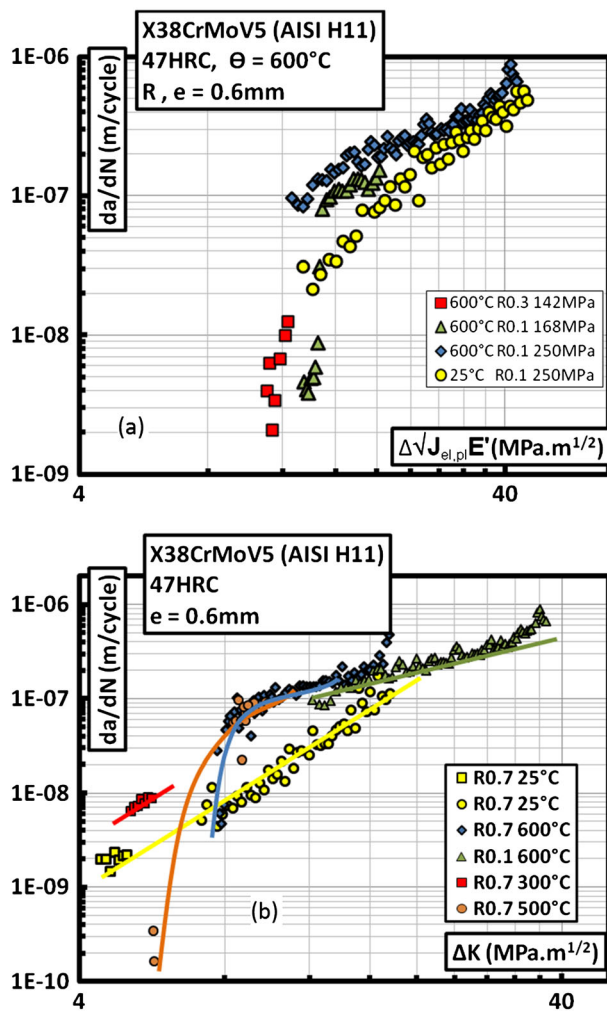 X38CrMoV5 (AISI H11)
47HRC, Θ = 600°C
R , e = 0.6mm
da/dN (m/cycle)
1E-06
1E-07
1E-08
1E-09
600°C R0.3 142MPa
600°C R0.1 168MPa
600°C R0.1 250MPa
25°C R0.1 250MPa
(a)
Δ√J el,pl E' (MPa.m1/2)
4
40
X38CrMoV5 (AISI H11)
47HRC
e = 0.6mm
da/dN (m/cycle)
1E-06
1E-07
1E-08
1E-09
1E-10
R0.7 25°C
R0.7 25°C
R0.7 600°C
R0.1 600°C
R0.7 300°C
R0.7 500°C
(b)
ΔK (MPa.m1/2)
4
40